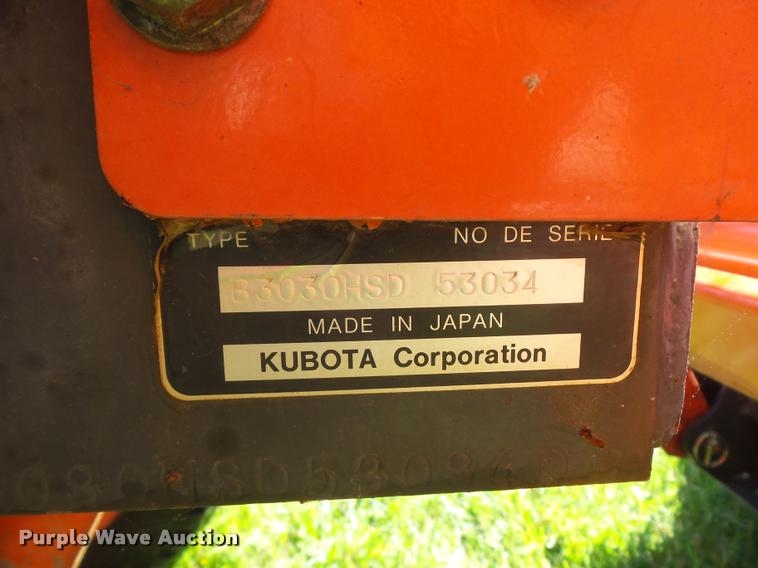 TYPE NO DE SERIE
B3030HSD 53034
MADE IN JAPAN
KUBOTA Corporation
Purple Wave Auction